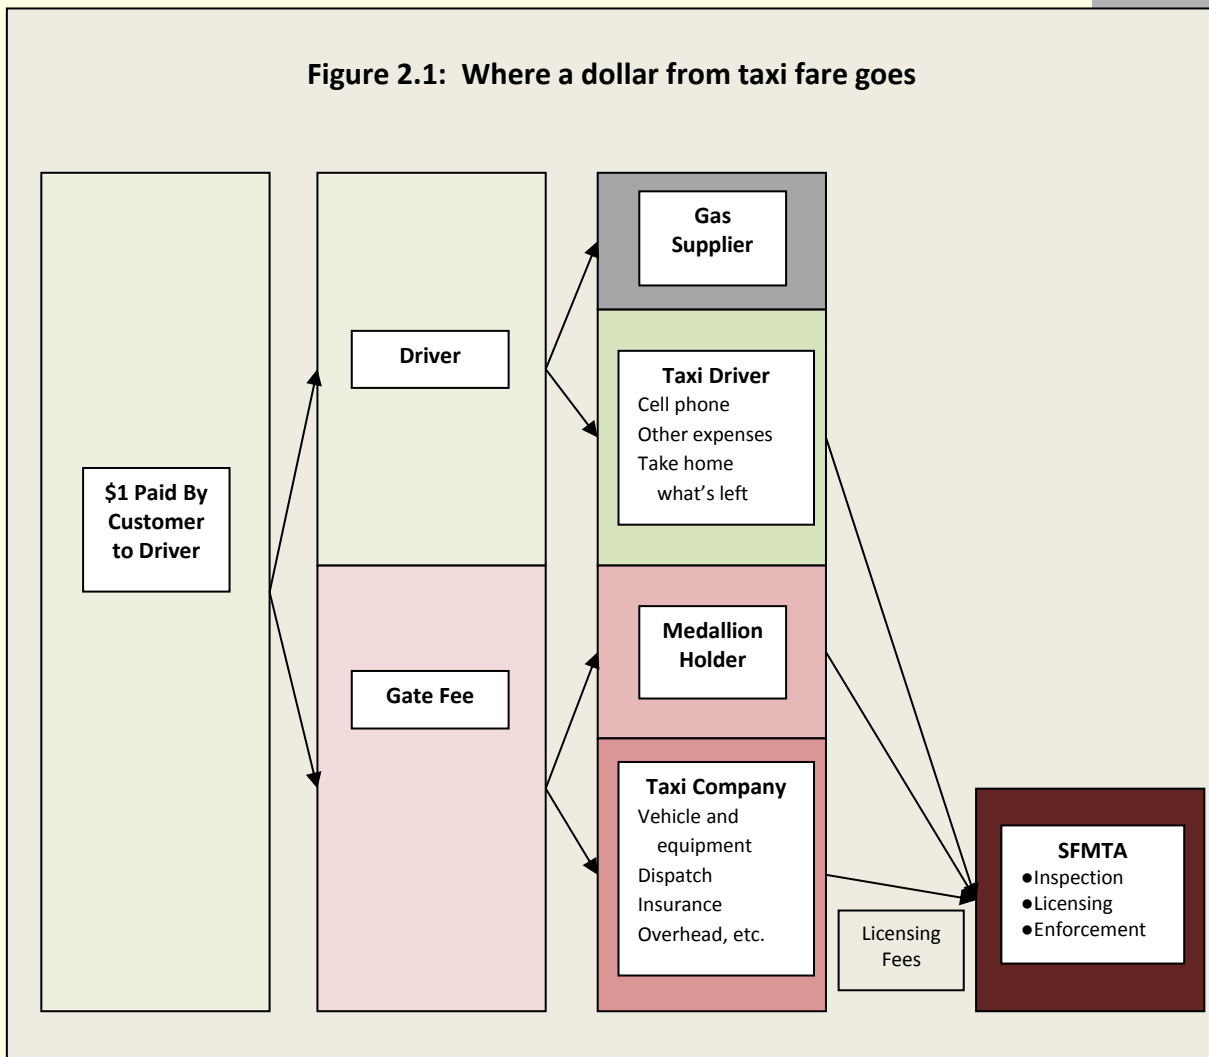 Figure 2.1: Where a dollar from taxi fare goes
$1 Paid By
Customer
to Driver
Driver
Gate Fee
Gas
Supplier
Taxi Driver
Cell phone
Other expenses
Take home
what’s left
Medallion
Holder
Taxi Company
Vehicle and
equipment
Dispatch
Insurance
Overhead, etc.
Licensing
Fees
SFMTA
●Inspection
●Licensing
●Enforcement